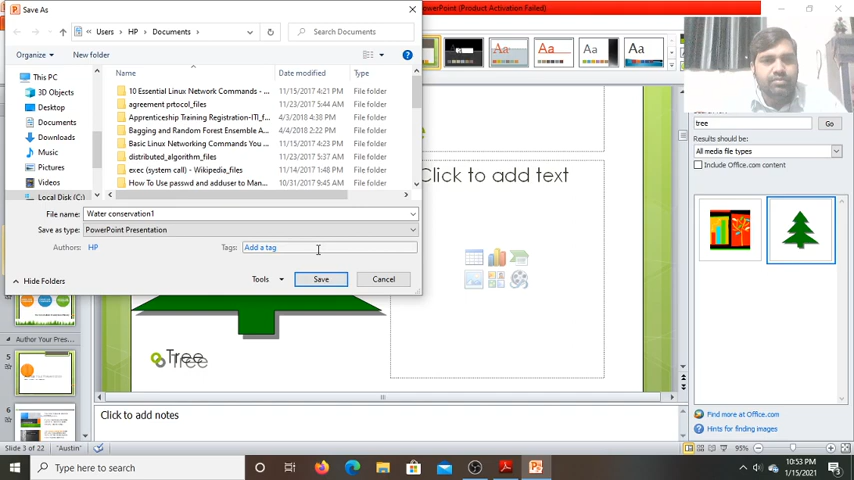 Save As
PowerPoint (Product Activation Failed)
Users
HP
Documents
Search Documents
Organize
New folder
This PC
3D Objects
Desktop
Documents
Downloads
Music
Pictures
Videos
Local Disk (C:)
Name
Date modified
Type
10 Essential Linux Network Commands - ...
11/15/2017 4:21 PM
File folder
agreement prtocol_files
11/23/2017 5:44 AM
File folder
Apprenticeship Training Registration-ITI_f...
4/3/2018 4:38 PM
File folder
Bagging and Random Forest Ensemble A...
4/4/2018 2:22 PM
File folder
Basic Linux Networking Commands You ...
11/15/2017 4:23 PM
File folder
distributed_algorithm_files
11/23/2017 5:37 AM
File folder
exec (system call) - Wikipedia_files
11/14/2017 1:48 PM
File folder
How To Use passwd and adduser to Man...
10/31/2017 9:45 AM
File folder
File name:
Water conservation1
Save as type:
PowerPoint Presentation
Authors:
HP
Tags:
Add a tag
Hide Folders
Tools
Save
Cancel
Aa
Aa
Aa
Aa
tree
Go
Results should be:
All media file types
Include Office.com content
Click to add text
Tree
Author Your Pres...
5
6
Click to add notes
Find more at Office.com
Hints for finding images
Slide 3 of 22
"Austin"
95%
Type here to search
10:53 PM
1/15/2021
3